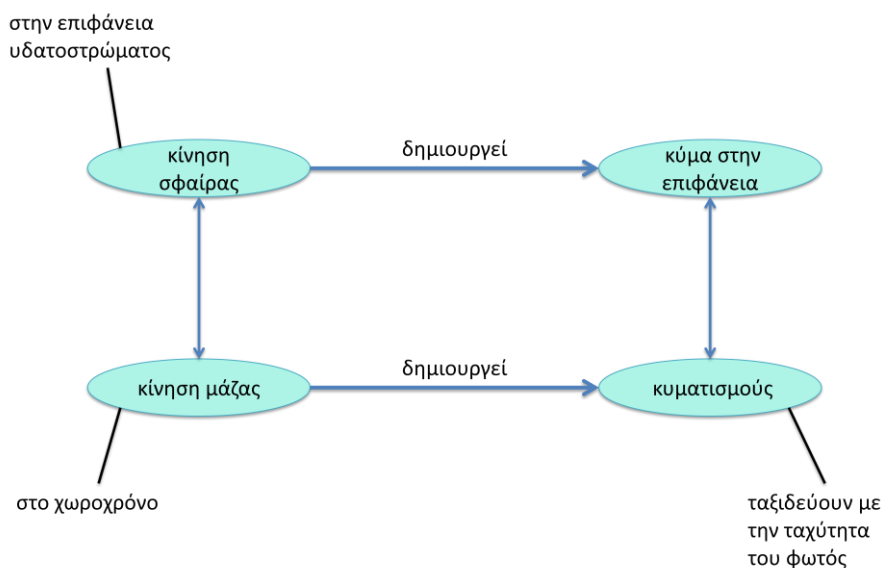 στην επιφάνεια
υδατοστρώματος
κίνηση
σφαίρας
δημιουργεί
κύμα στην
επιφάνεια
κίνηση μάζας
δημιουργεί
κυματισμούς
στο χωροχρόνο
ταξιδεύουν με
την ταχύτητα
του φωτός